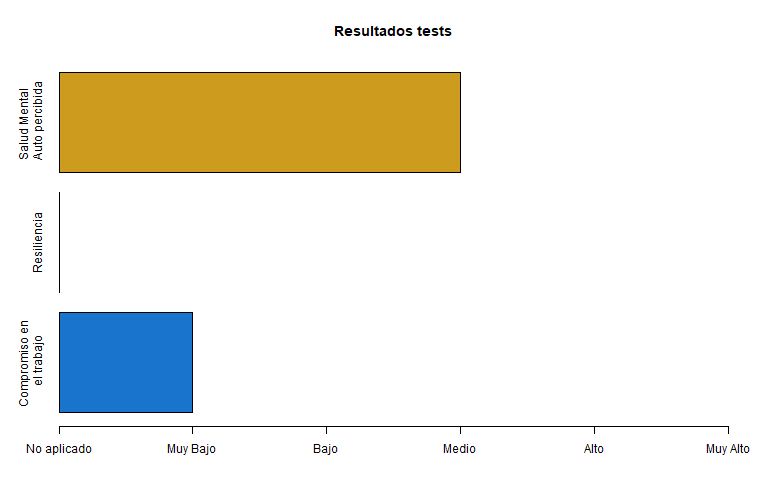 Resultados tests
Salud Mental
Auto percibida
Resiliencia
Compromiso en
el trabajo
No aplicado
Muy Bajo
Bajo
Medio
Alto
Muy Alto